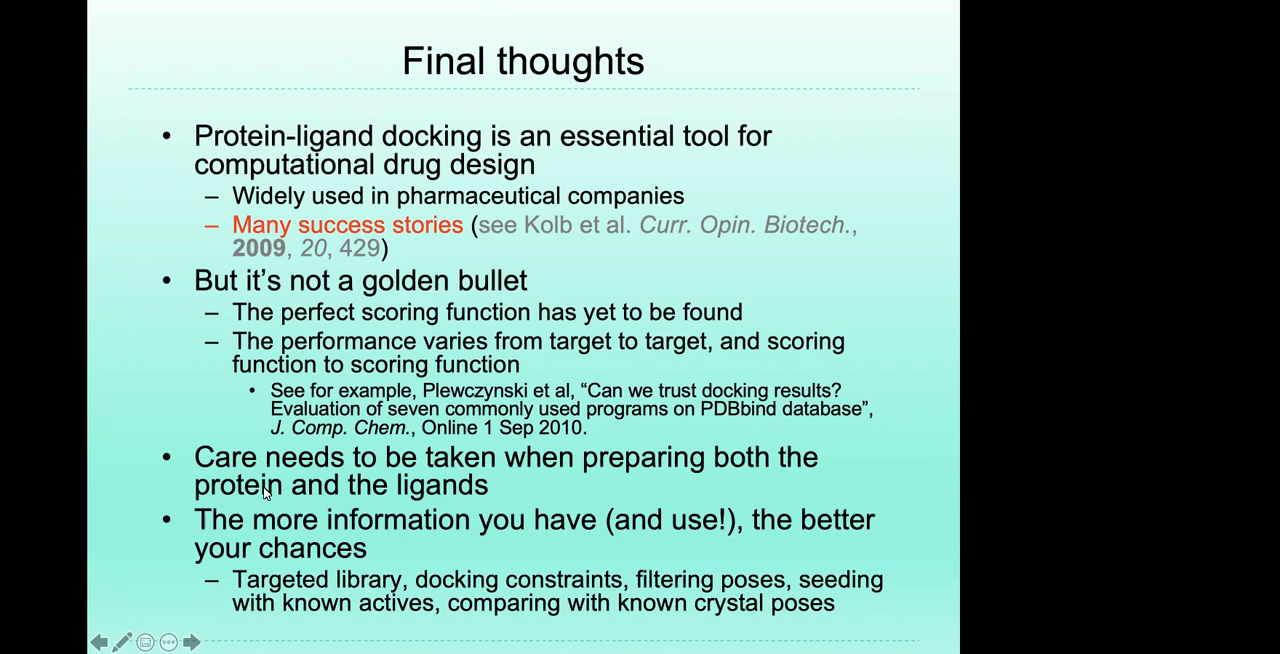 Final thoughts
• Protein-ligand docking is an essential tool for
computational drug design
– Widely used in pharmaceutical companies
– Many success stories (see Kolb et al. Curr. Opin. Biotech.,
2009, 20, 429)
• But it’s not a golden bullet
– The perfect scoring function has yet to be found
– The performance varies from target to target, and scoring
function to scoring function
• See for example, Plewczynski et al, “Can we trust docking results?
Evaluation of seven commonly used programs on PDBbind database”,
J. Comp. Chem., Online 1 Sep 2010.
• Care needs to be taken when preparing both the
protein and the ligands
• The more information you have (and use!), the better
your chances
– Targeted library, docking constraints, filtering poses, seeding
with known actives, comparing with known crystal poses